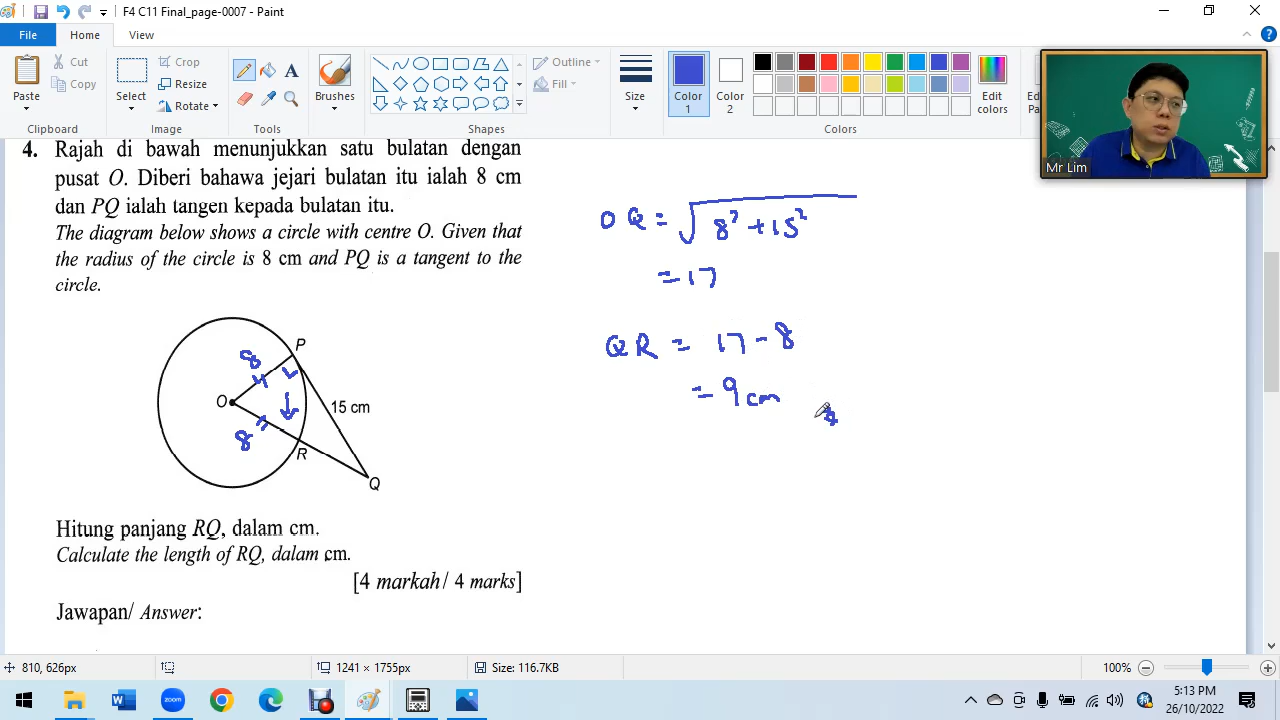 F4 C11 Final_page-0007 - Paint
File
Home
View
Paste
Cut
Copy
Clipboard
Select
Crop
Resize
Rotate
Image
A
Tools
Brushes
Outline
Fill
Shapes
Size
Color 1
Color 2
Edit colors
Colors
Mr Lim
4. Rajah di bawah menunjukkan satu bulatan dengan
pusat O. Diberi bahawa jejari bulatan itu ialah 8 cm
dan PQ ialah tangen kepada bulatan itu.
The diagram below shows a circle with centre O. Given that
the radius of the circle is 8 cm and PQ is a tangent to the
circle.
8
P
O
15 cm
8
R
Q
Hitung panjang RQ, dalam cm.
Calculate the length of RQ, dalam cm.
[4 markah/ 4 marks]
Jawapan/ Answer:
OQ = √8² + 15²
= 17
QR = 17 - 8
= 9 cm
810, 626px
1241 × 1755px
Size: 116.7KB
100%
zoom
5:13 PM
26/10/2022